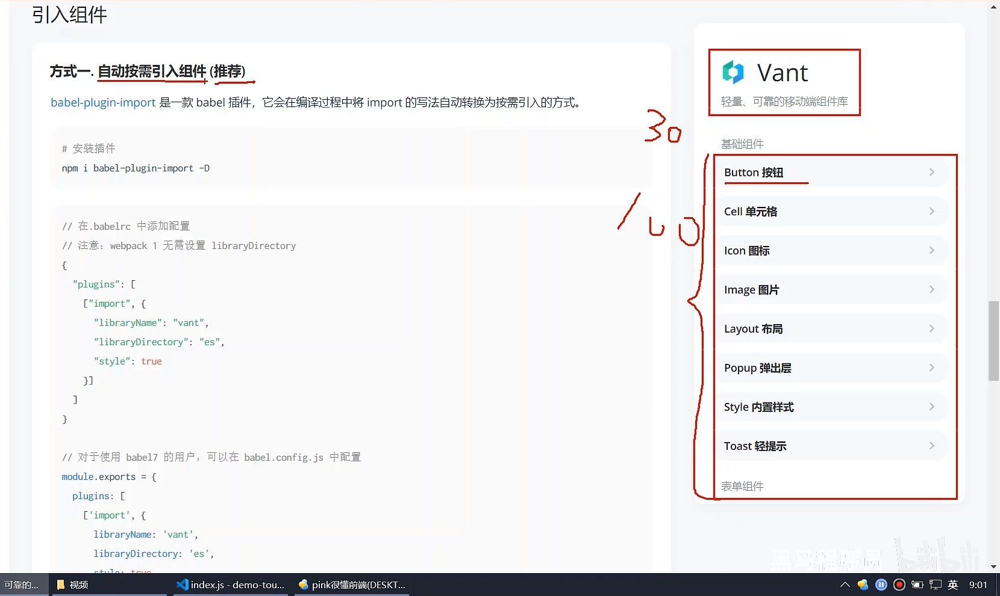 引入组件
方式一. 自动按需引入组件 (推荐)
babel-plugin-import 是一款 babel 插件，它会在编译过程中将 import 的写法自动转换为按需引入的方式。
# 安装插件
npm i babel-plugin-import -D
// 在.babelrc 中添加配置
// 注意：webpack 1 无需设置 libraryDirectory
{
"plugins": [
["import", {
"libraryName": "vant",
"libraryDirectory": "es",
"style": true
}]
]
}
// 对于使用 babel7 的用户，可以在 babel.config.js 中配置
module.exports = {
plugins: [
['import', {
libraryName: 'vant',
libraryDirectory: 'es',
style: true
30
Vant
轻量、可靠的移动端组件库
基础组件
Button 按钮
Cell 单元格
Icon 图标
Image 图片
Layout 布局
Popup 弹出层
Style 内置样式
Toast 轻提示
表单组件
黑马程序员 bilibili
可靠的... 视频 index.js - demo-tou... pink很懂前端(DESKT... 英 9:01